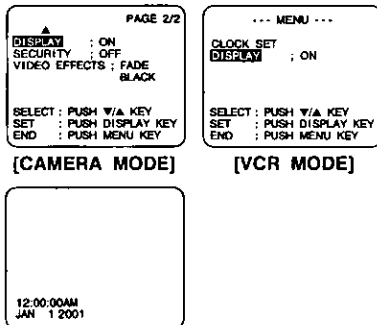 PAGE 2/2
▲
DISPLAY : ON
SECURITY : OFF
VIDEO EFFECTS : FADE
BLACK
SELECT : PUSH ▼/▲ KEY
SET : PUSH DISPLAY KEY
END : PUSH MENU KEY
[CAMERA MODE]
--- MENU ---
CLOCK SET
DISPLAY : ON
SELECT : PUSH ▼/▲ KEY
SET : PUSH DISPLAY KEY
END : PUSH MENU KEY
[VCR MODE]
12:00:00AM
JAN 1 2001